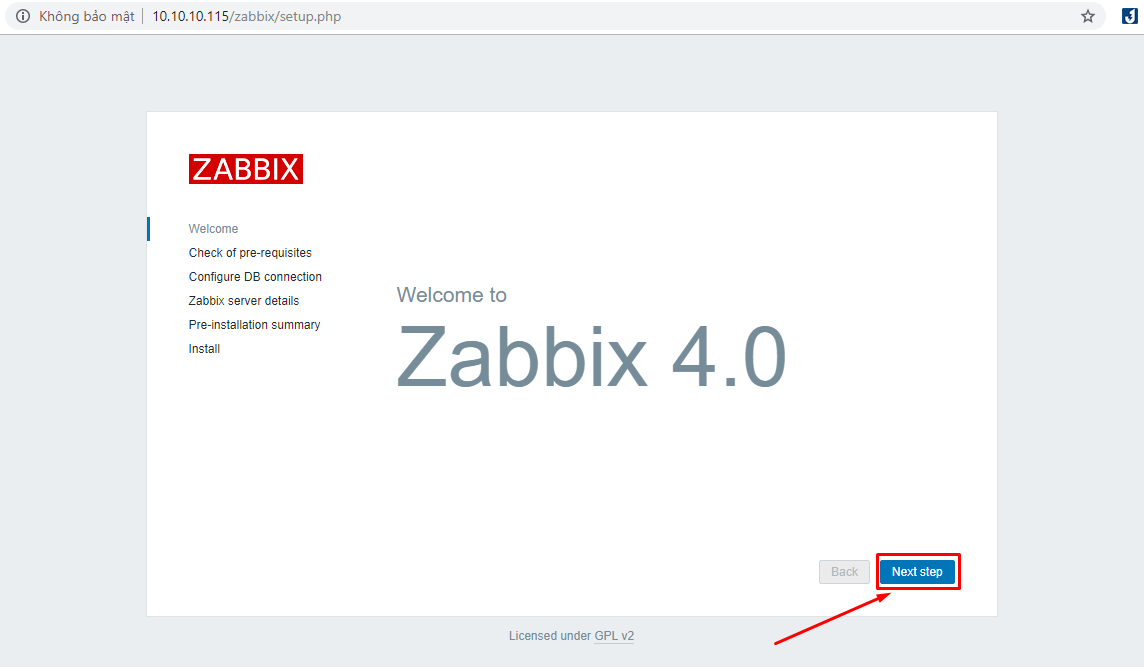 Không bảo mật 10.10.10.115/zabbix/setup.php
ZABBIX
Welcome
Check of pre-requisites
Configure DB connection
Zabbix server details
Pre-installation summary
Install
Welcome to
Zabbix 4.0
Back Next step
Licensed under GPL v2